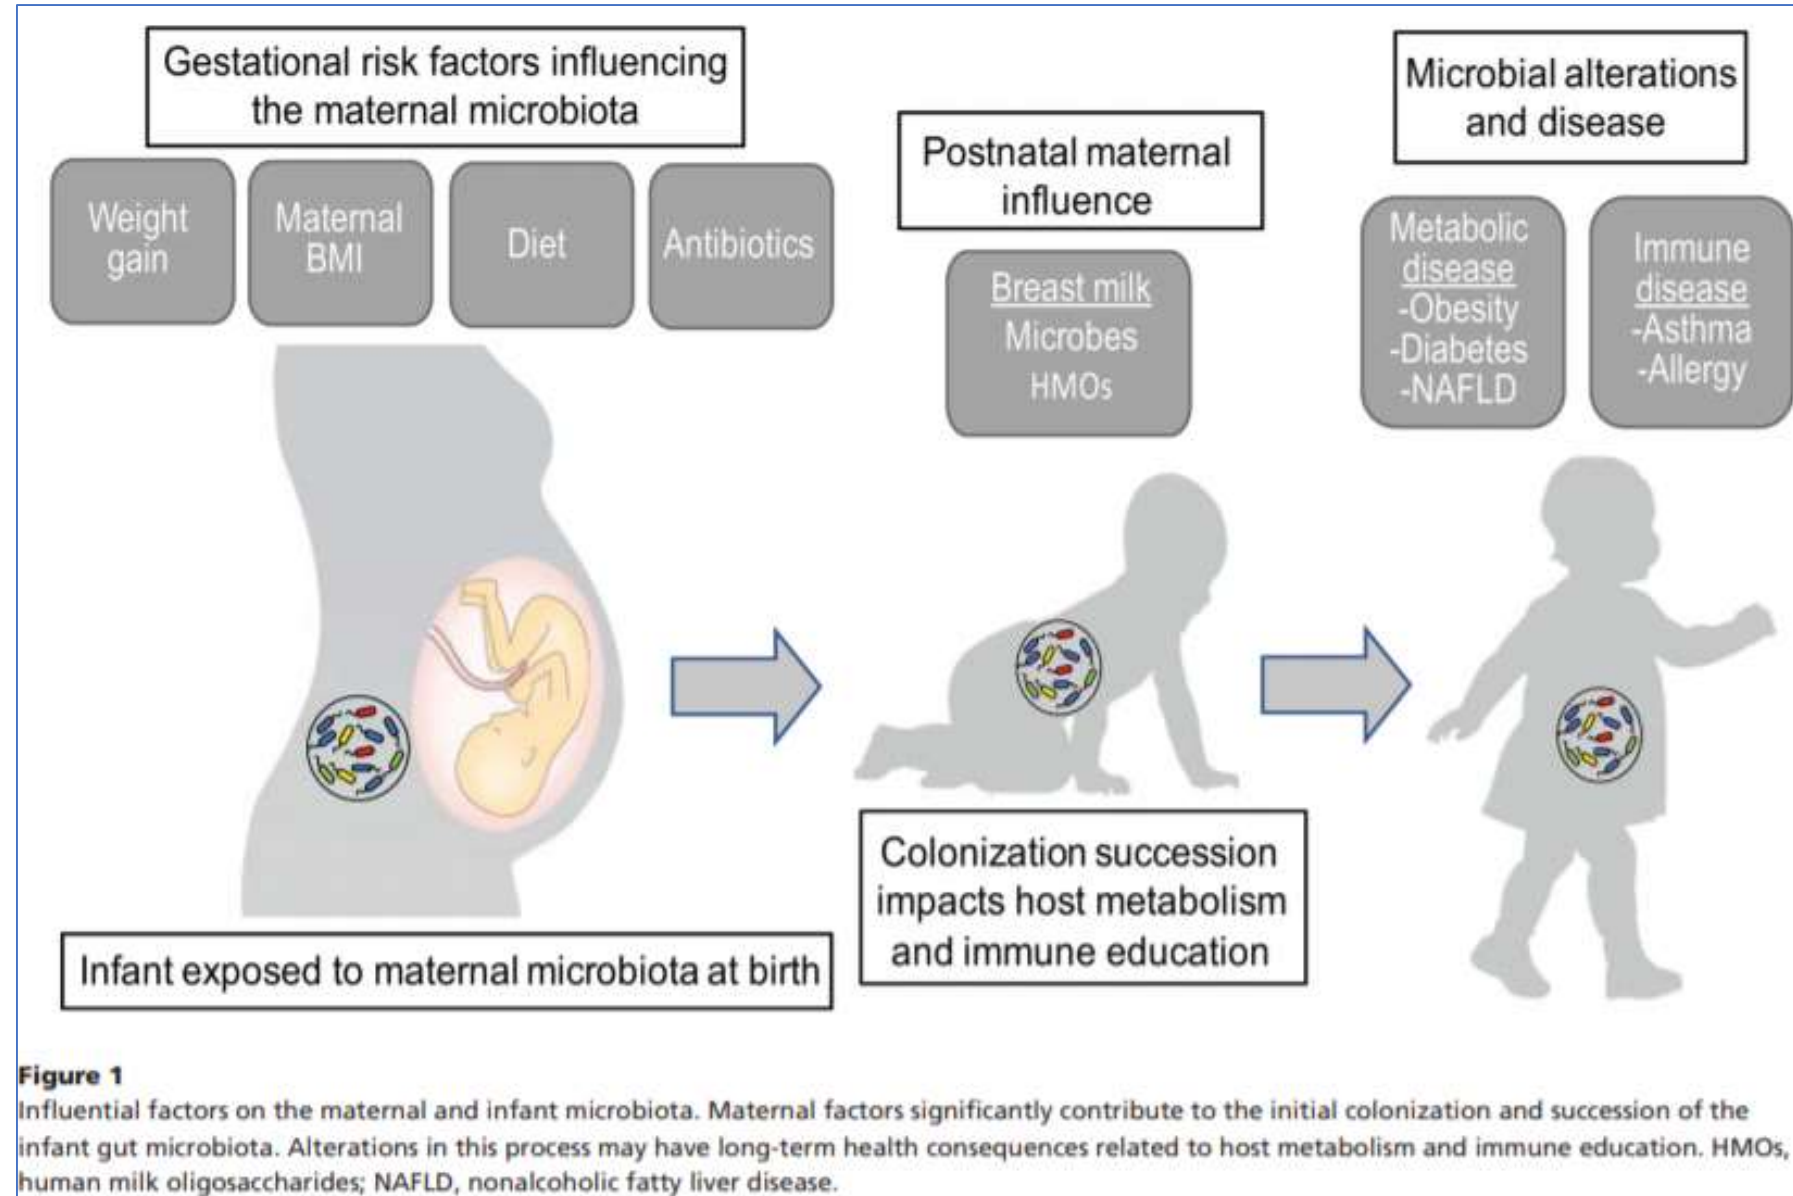 Gestational risk factors influencing
the maternal microbiota
Weight
gain
Maternal
BMI
Diet
Antibiotics
Infant exposed to maternal microbiota at birth
Postnatal maternal
influence
Breast milk
Microbes
HMOs
Colonization succession
impacts host metabolism
and immune education
Microbial alterations
and disease
Metabolic
disease
-Obesity
-Diabetes
-NAFLD
Immune
disease
-Asthma
-Allergy
Figure 1
Influential factors on the maternal and infant microbiota. Maternal factors significantly contribute to the initial colonization and succession of the
infant gut microbiota. Alterations in this process may have long-term health consequences related to host metabolism and immune education. HMOs,
human milk oligosaccharides; NAFLD, nonalcoholic fatty liver disease.